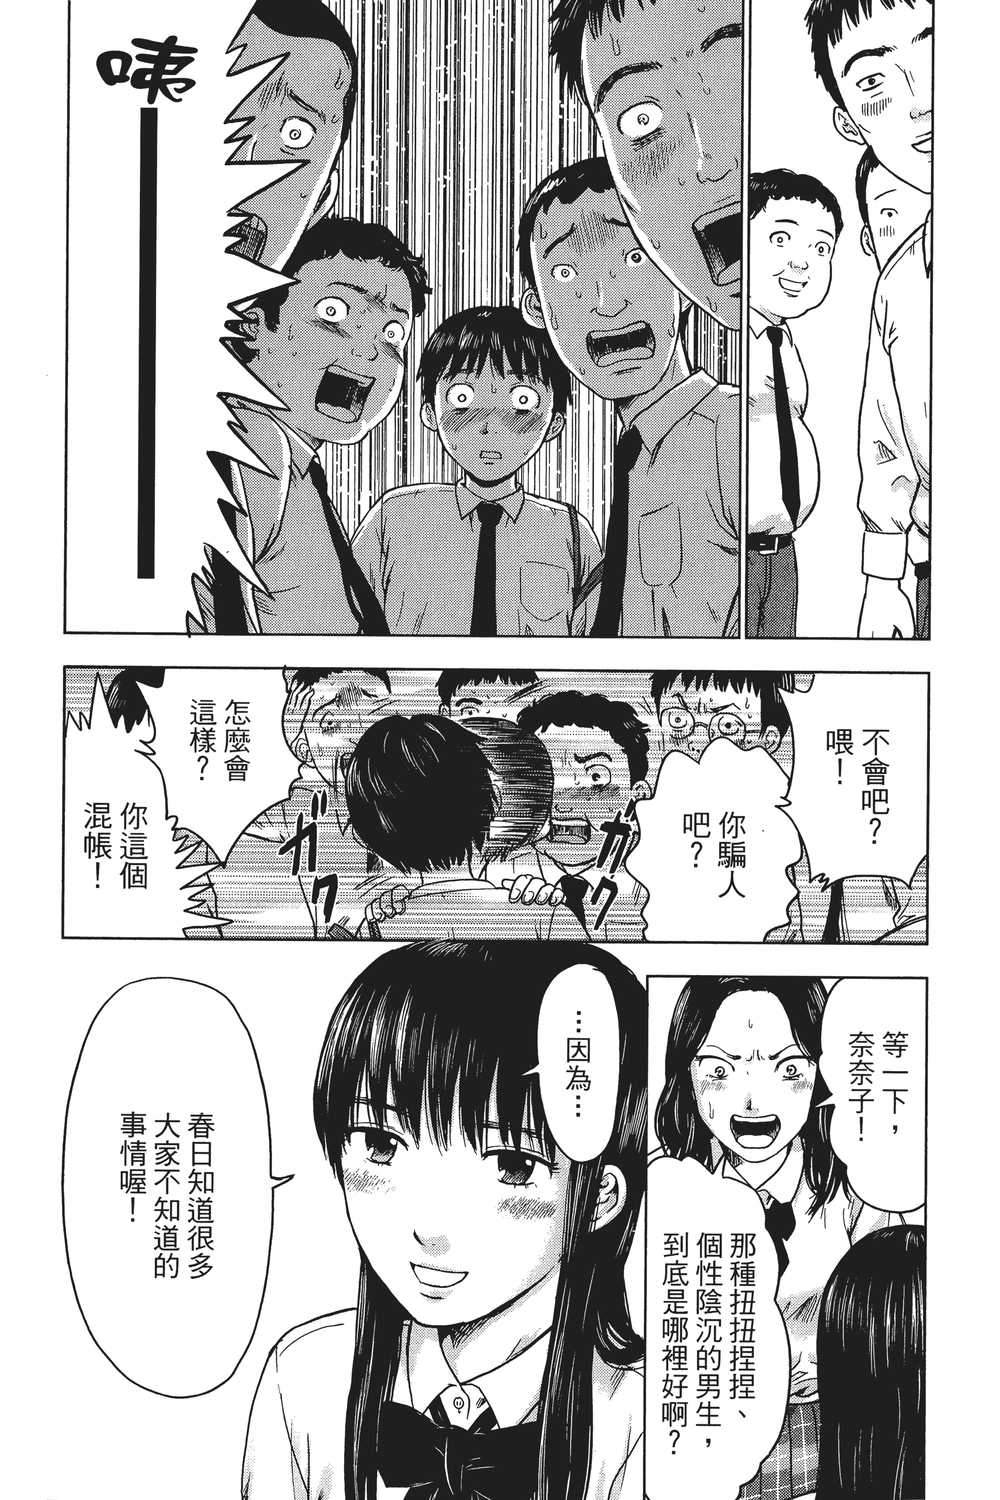 咦——
不會吧？
喂！
你騙人
吧？
怎麼會
這樣？
你這個
混帳！
ガク
ガク
等一下，
奈奈子！
那種扭扭捏捏、
個性陰沉的男生，
到底是哪裡好啊？
…因為…
春日知道很多
大家不知道的
事情喔！